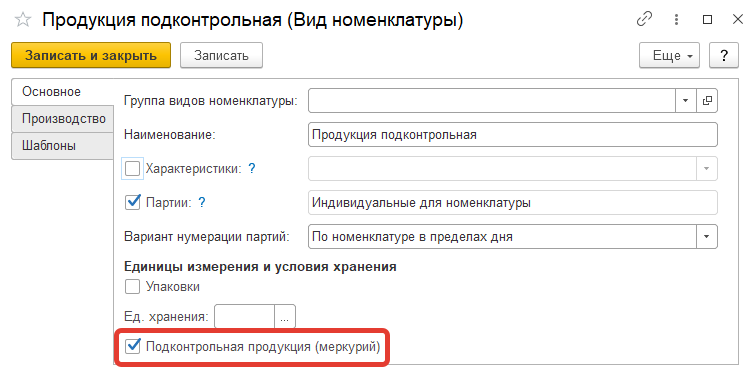 Продукция подконтрольная (Вид номенклатуры)
Записать и закрыть Записать Еще ?
Основное
Производство
Шаблоны
Группа видов номенклатуры:
Наименование: Продукция подконтрольная
Характеристики: ?
Партии: ? Индивидуальные для номенклатуры
Вариант нумерации партий: По номенклатуре в пределах дня
Единицы измерения и условия хранения
Упаковки
Ед. хранения: ...
Подконтрольная продукция (меркурий)